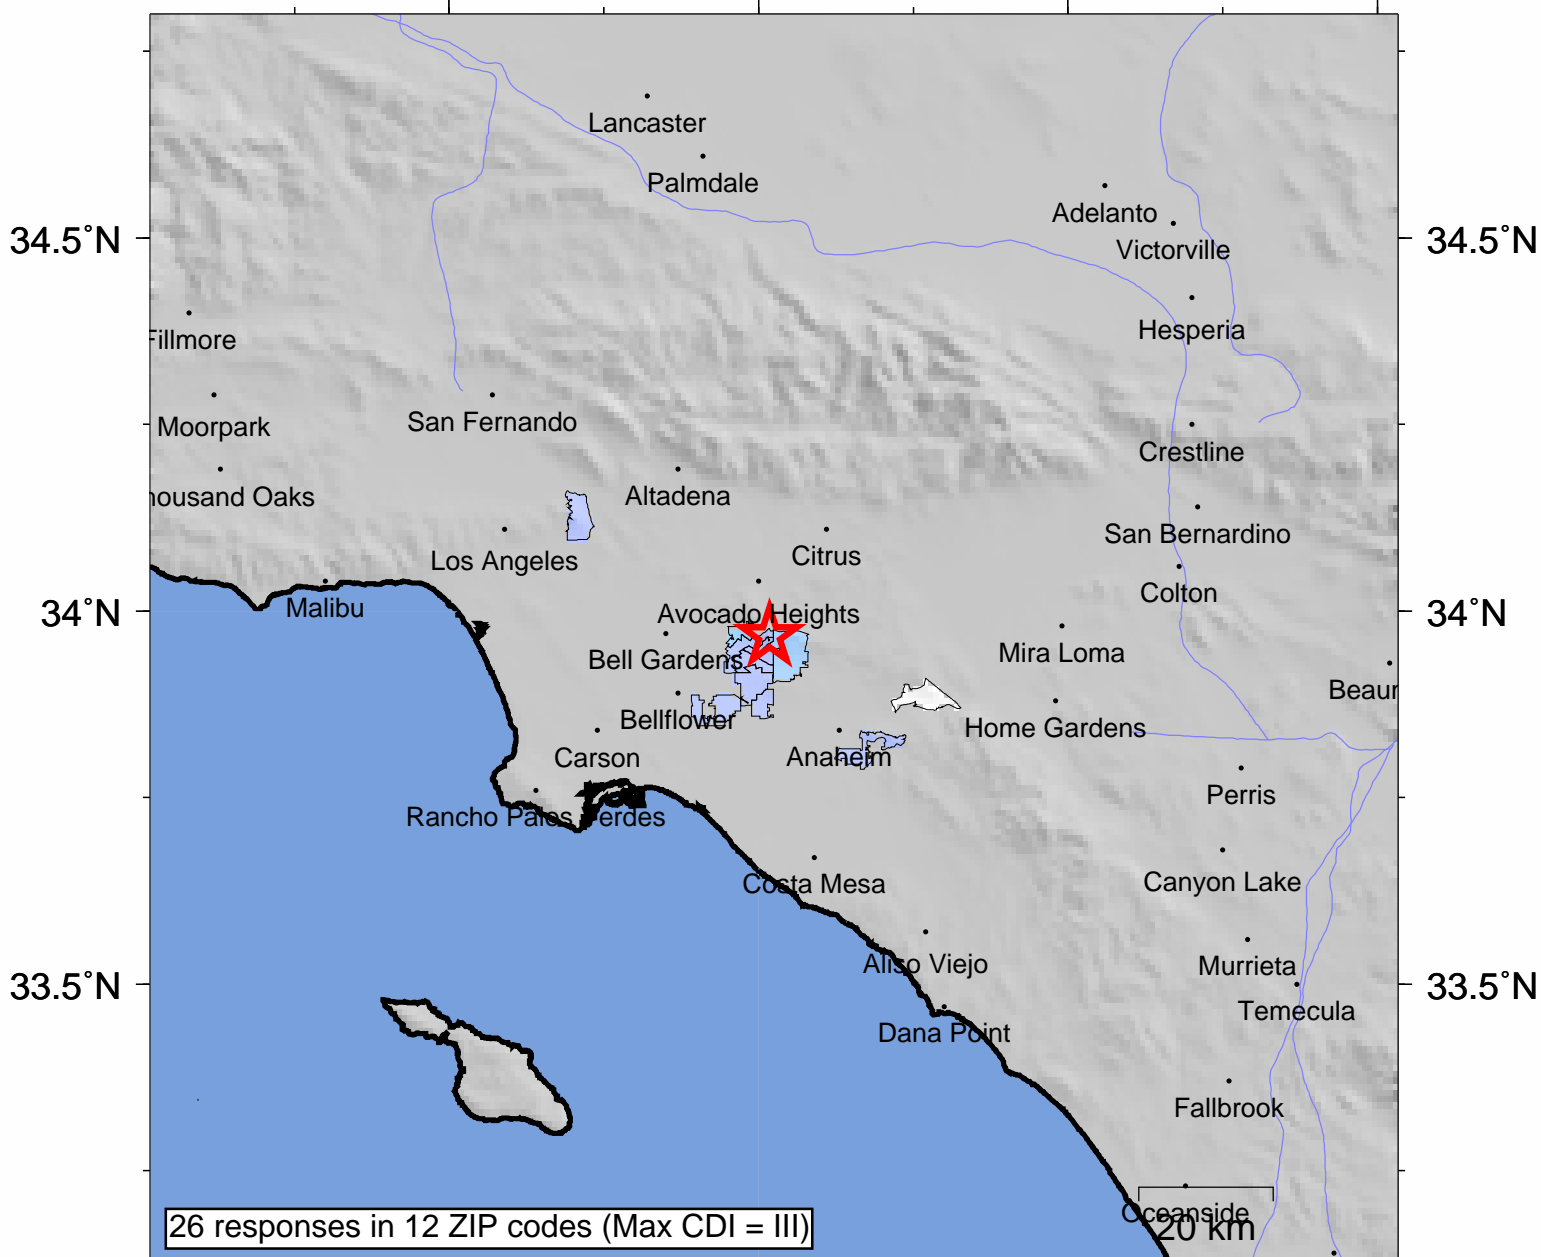 Lancaster
Palmdale
Adelanto
34.5°N
34.5°N
Victorville
Hesperia
Fillmore
Moorpark
San Fernando
Crestline
housand Oaks
Altadena
San Bernardino
Los Angeles
Citrus
Colton
34°N
Malibu
Avocado Heights
34°N
Bell Gardens
Mira Loma
Beaur
Bellflower
Home Gardens
Carson
Anaheim
Perris
Rancho Palos Verdes
Costa Mesa
Canyon Lake
Aliso Viejo
Murrieta
33.5°N
33.5°N
Temecula
Dana Point
Fallbrook
Oceanside
20 km
26 responses in 12 ZIP codes (Max CDI = III)